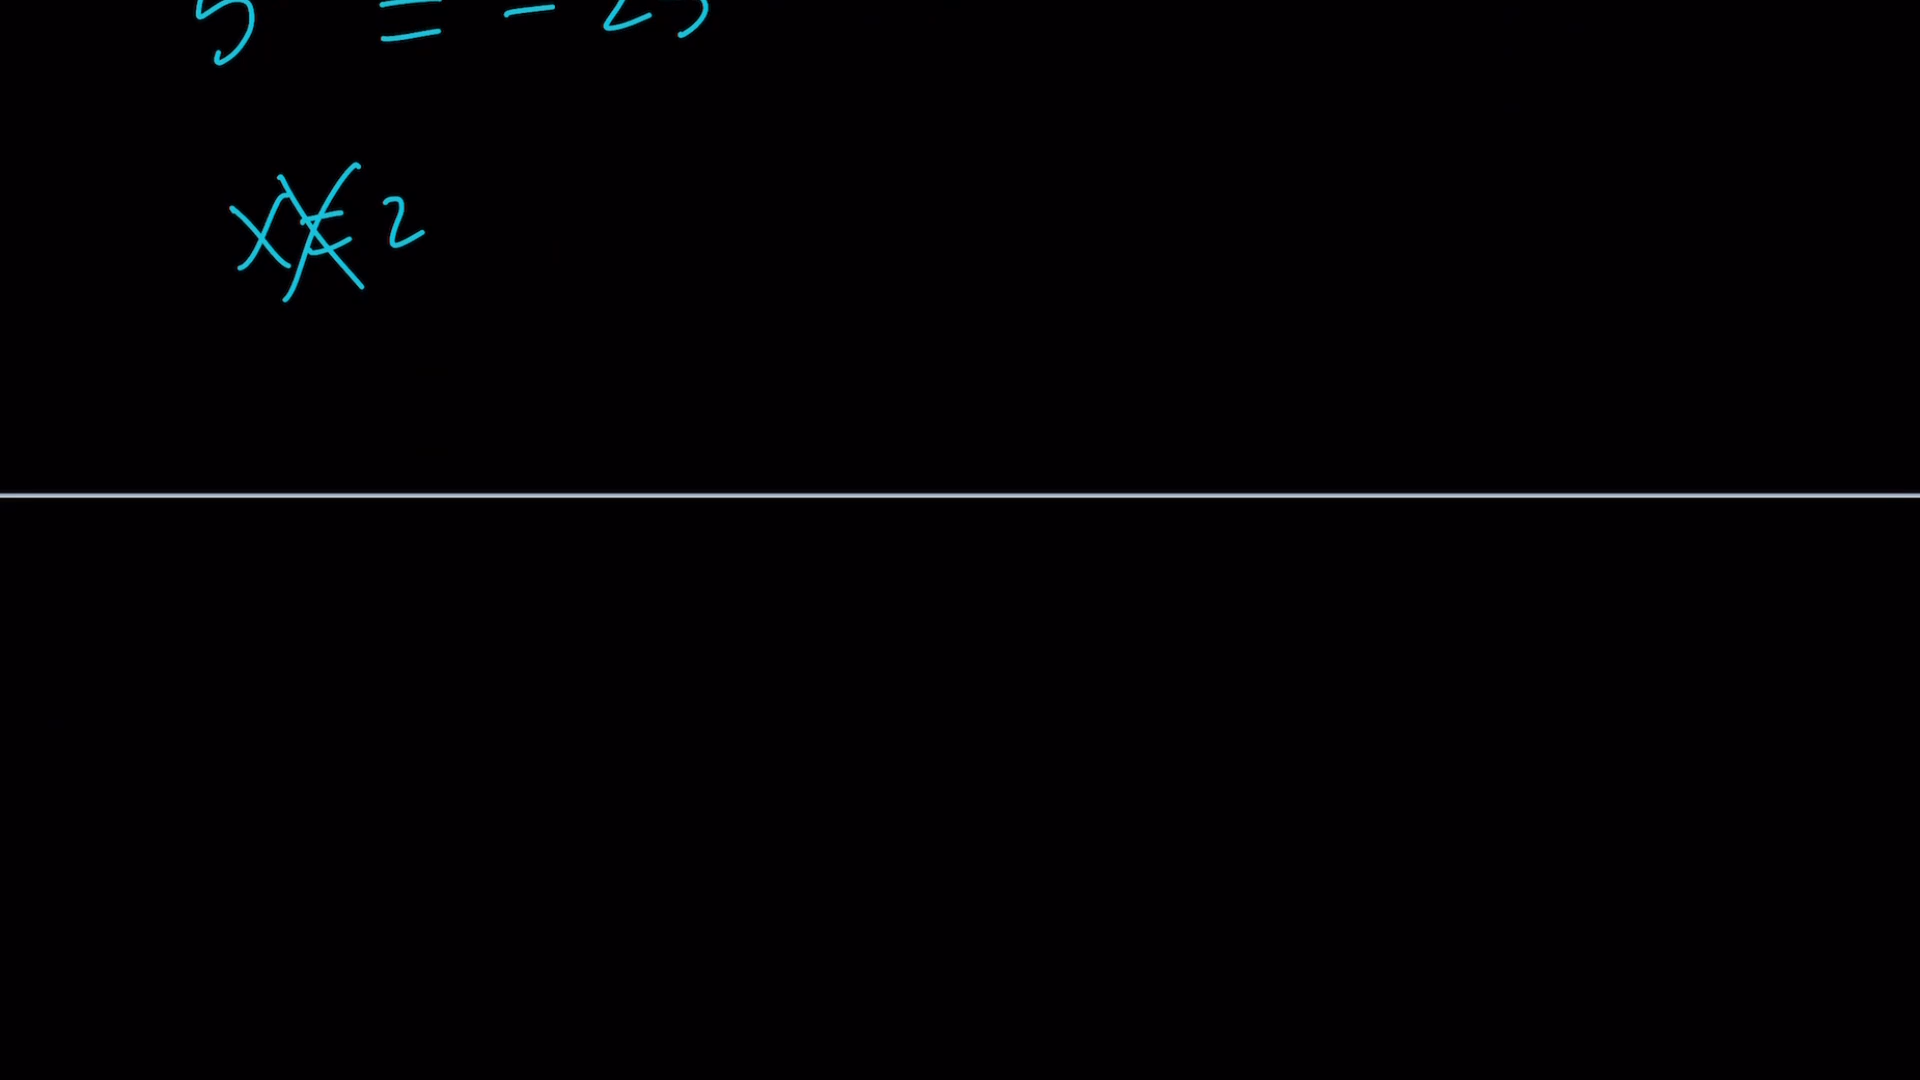 5 = - 25
x = 2